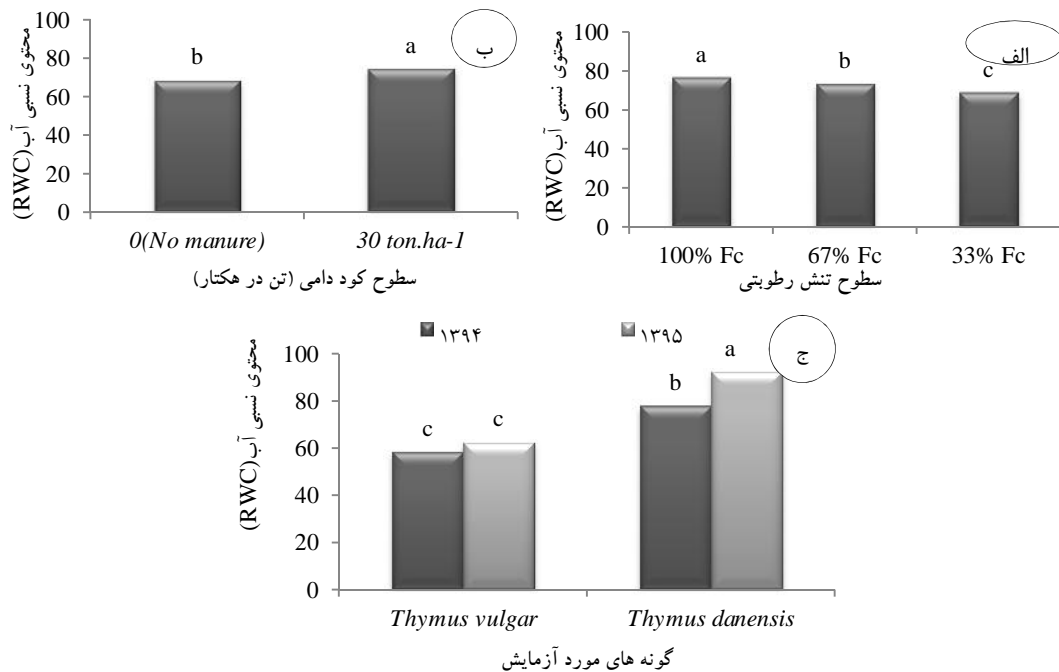 الف
محتوی نسبی آب(RWC)
100
80
60
40
20
0
a
b
c
100% Fc
67% Fc
33% Fc
سطوح تنش رطوبتی
ب
محتوی نسبی آب(RWC)
100
80
60
40
20
0
b
a
0(No manure)
30 ton.ha-1
سطوح کود دامی (تن در هکتار)
ج
۱۳۹۴
۱۳۹۵
محتوی نسبی آب(RWC)
100
80
60
40
20
0
c
c
b
a
Thymus vulgar
Thymus danensis
گونه های مورد آزمایش